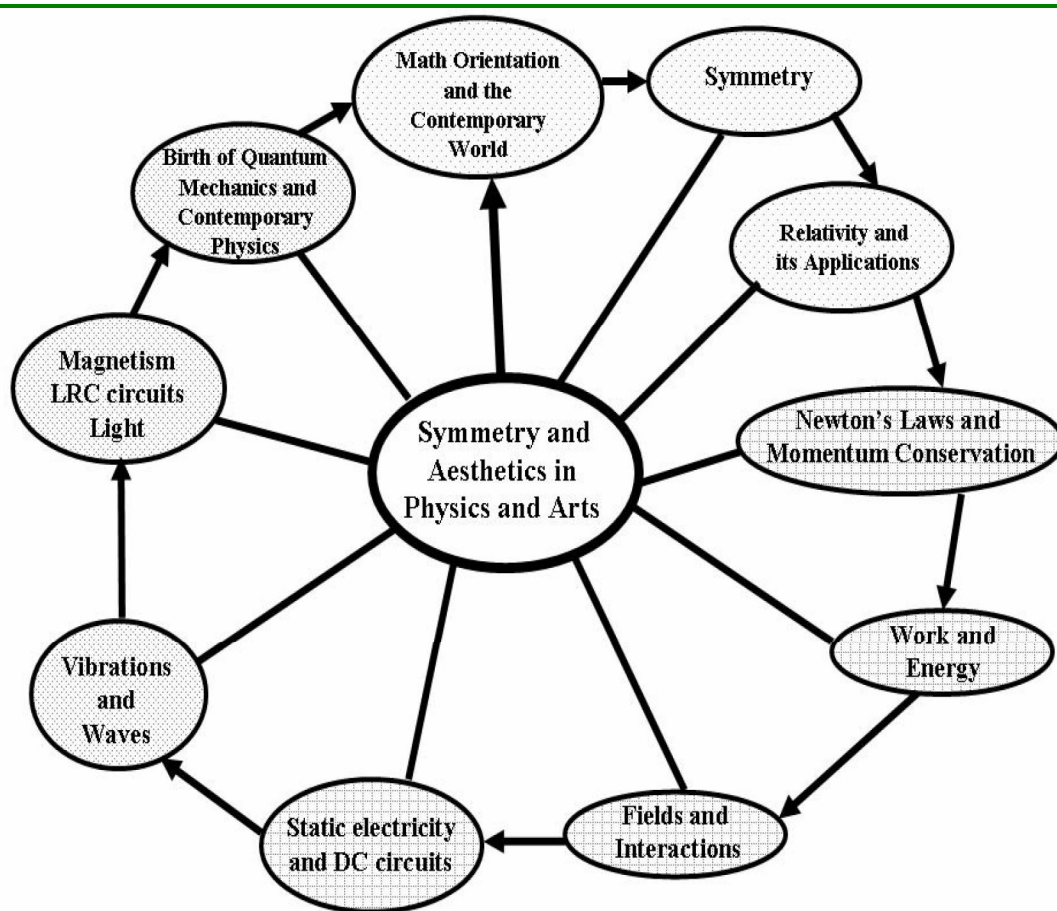 Math Orientation
and the
Contemporary
World
Symmetry
Relativity and
its Applications
Newton's Laws and
Momentum Conservation
Work and
Energy
Fields and
Interactions
Static electricity
and DC circuits
Vibrations
and
Waves
Magnetism
LRC circuits
Light
Birth of Quantum
Mechanics and
Contemporary
Physics
Symmetry and
Aesthetics in
Physics and Arts